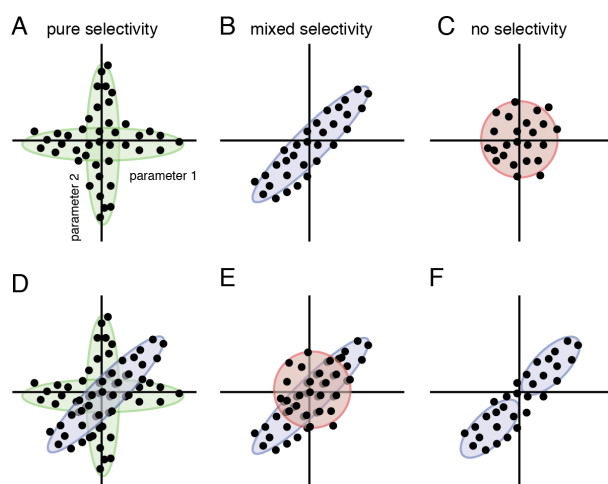 A
pure selectivity
B
mixed selectivity
C
no selectivity
parameter 1
parameter 2
D
E
F